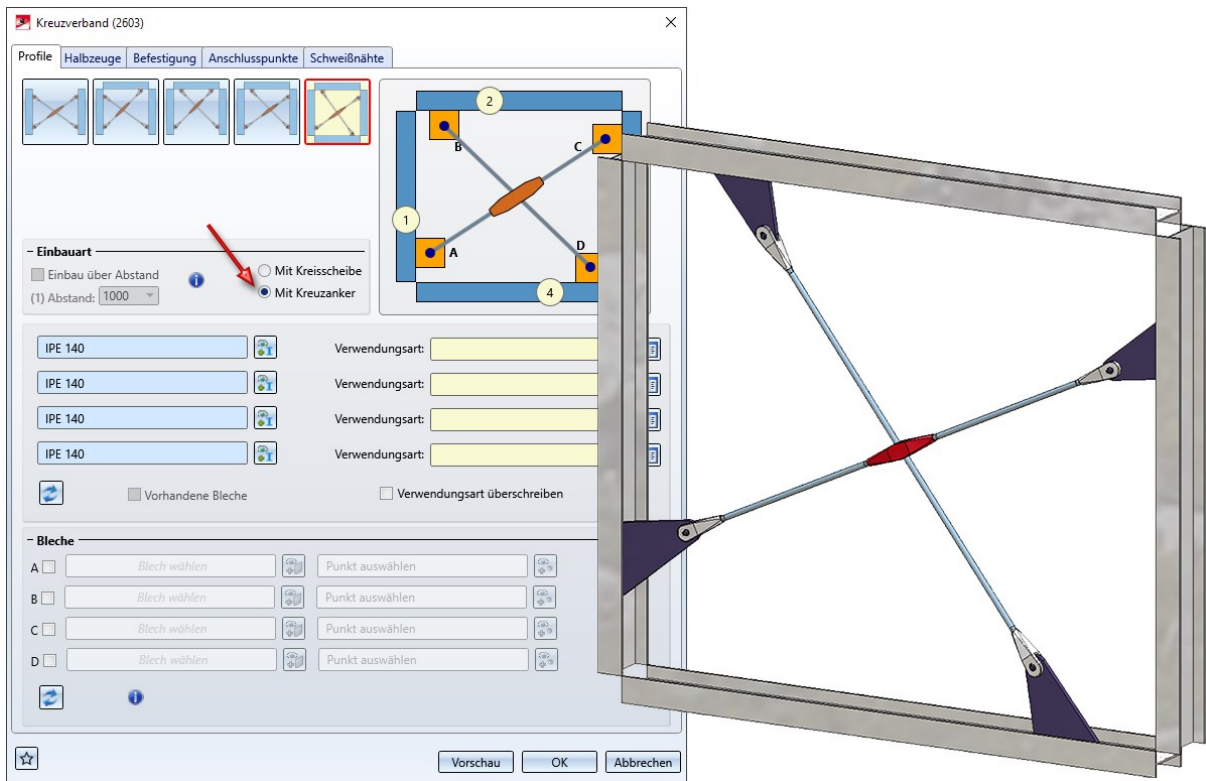 Kreuzverband (2603)
Profile Halbzeuge Befestigung Anschlusspunkte Schweißnähte
2
B
C
1
A
D
4
Einbauart
Einbau über Abstand
Mit Kreisscheibe
(1) Abstand: 1000
Mit Kreuzanker
IPE 140 Verwendungsart:
IPE 140 Verwendungsart:
IPE 140 Verwendungsart:
IPE 140 Verwendungsart:
Vorhandene Bleche Verwendungsart überschreiben
Bleche
A Blech wählen Punkt auswählen
B Blech wählen Punkt auswählen
C Blech wählen Punkt auswählen
D Blech wählen Punkt auswählen
Vorschau OK Abbrechen